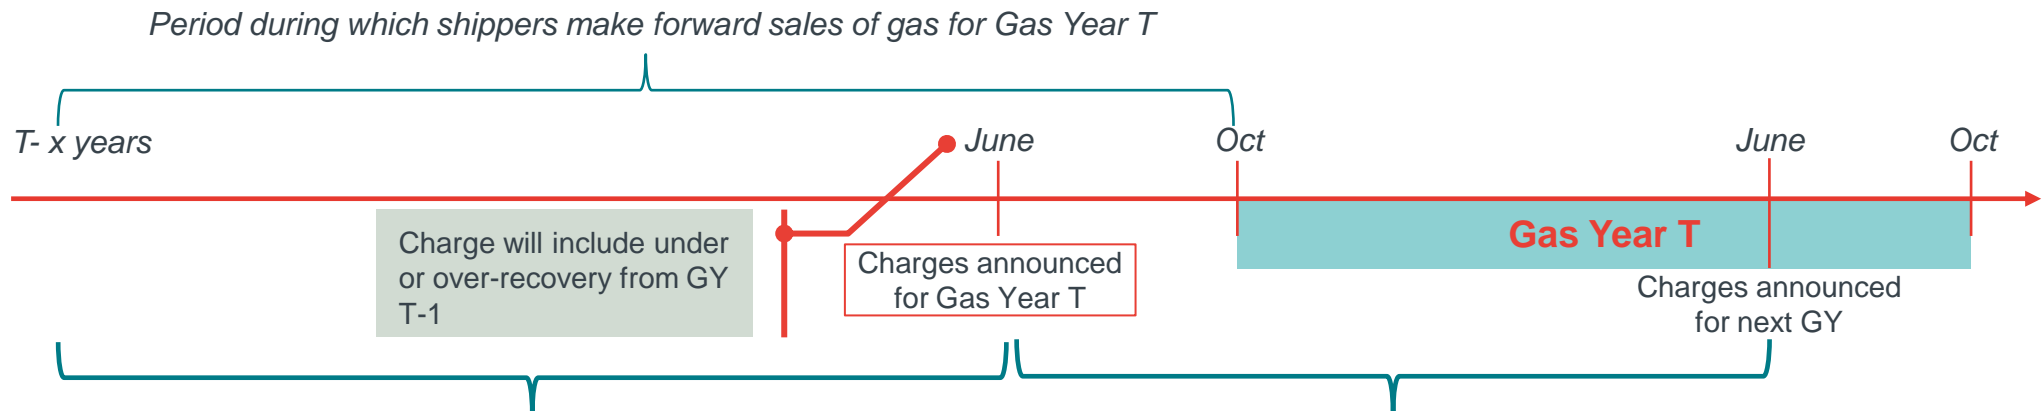 Period during which shippers make forward sales of gas for Gas Year T
T- x years
June
Oct
June
Oct
Gas Year T
Charge will include under
or over-recovery from GY
T-1
Charges announced
for Gas Year T
Charges announced
for next GY